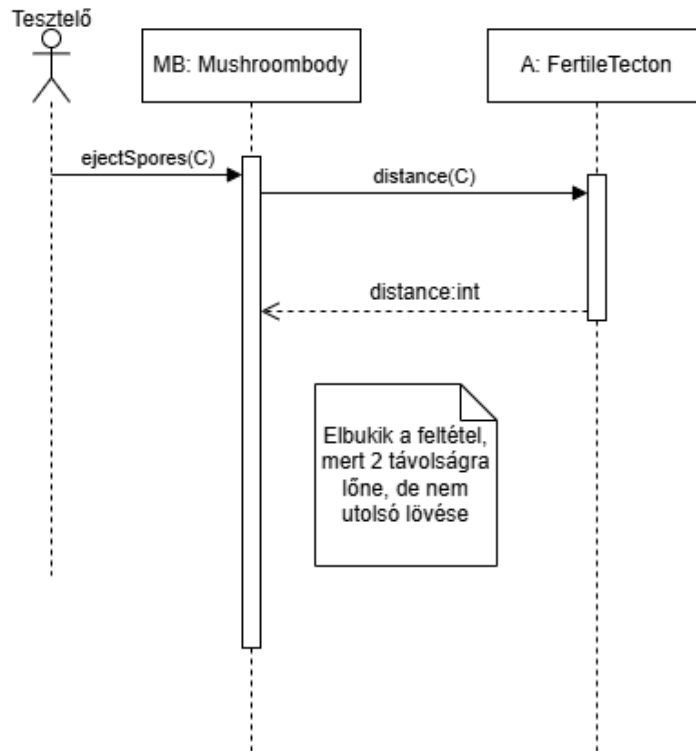 Tesztelő
MB: Mushroombody
A: FertileTecton
ejectSpores(C)
distance(C)
distance:int
Elbukik a feltétel,
mert 2 távolságra
lőne, de nem
utolsó lövése